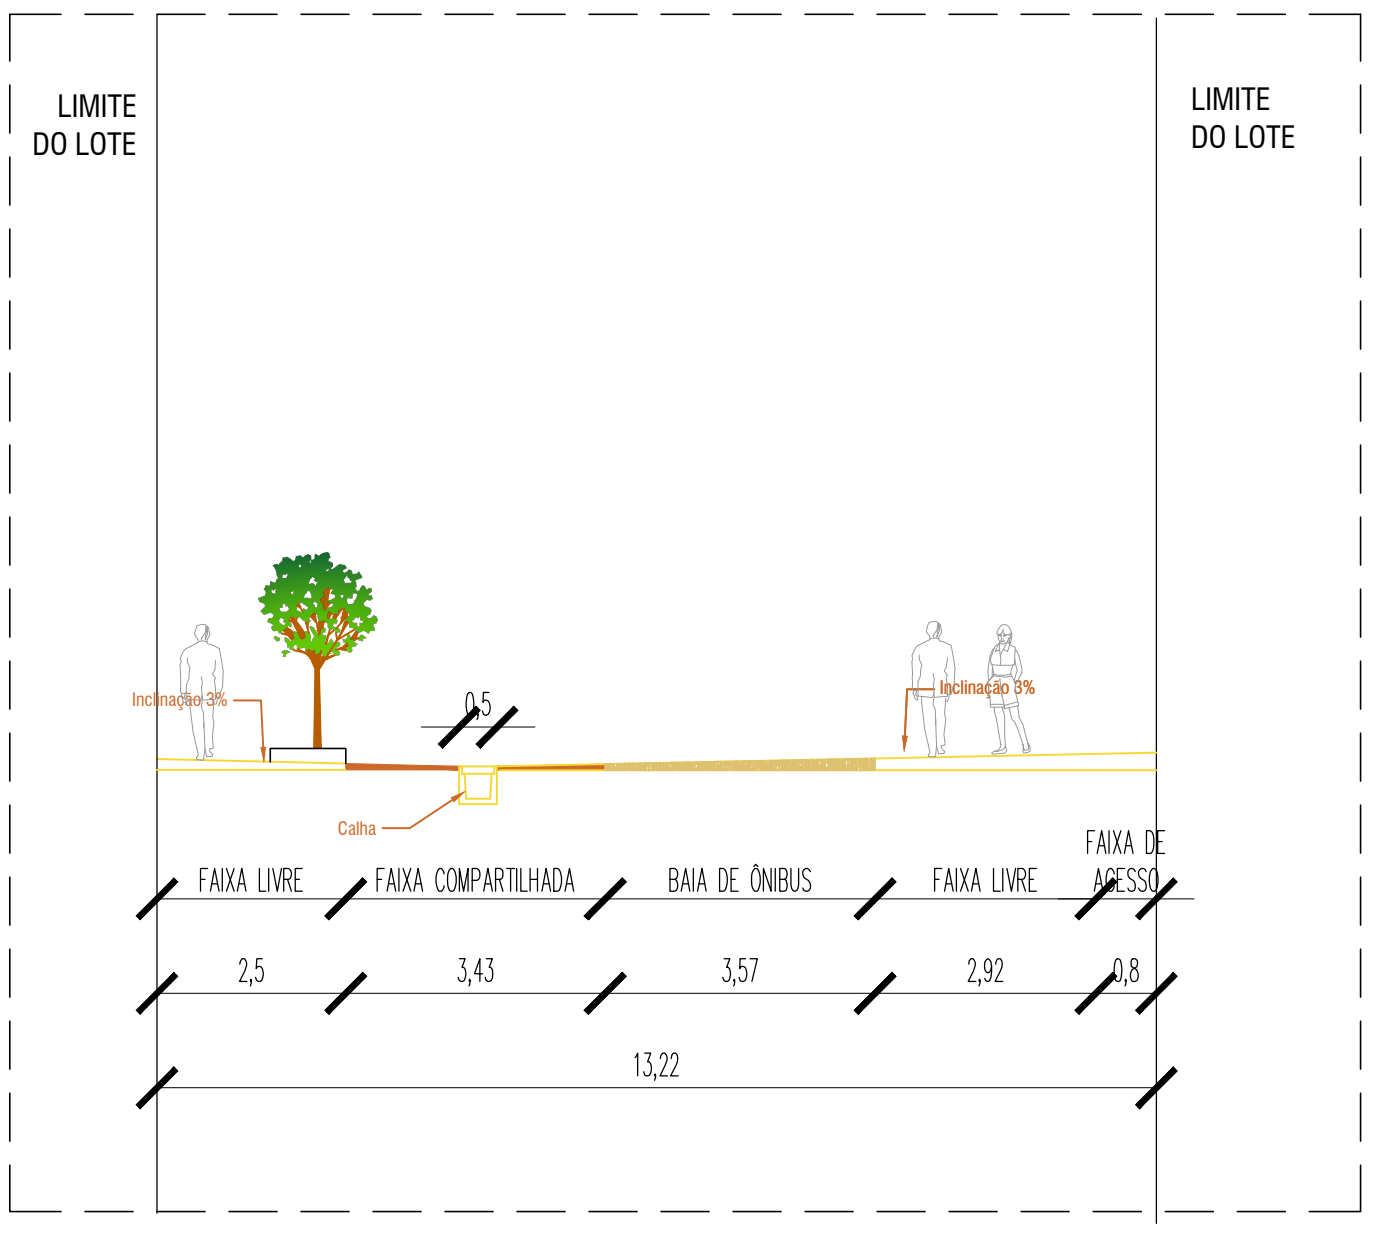 LIMITE
DO LOTE
LIMITE
DO LOTE
Inclinação 3%
0,5
Inclinação 3%
Calha
FAIXA LIVRE
FAIXA COMPARTILHADA
BAIA DE ÔNIBUS
FAIXA LIVRE
FAIXA DE
ACESSO
2,5
3,43
3,57
2,92
0,8
13,22